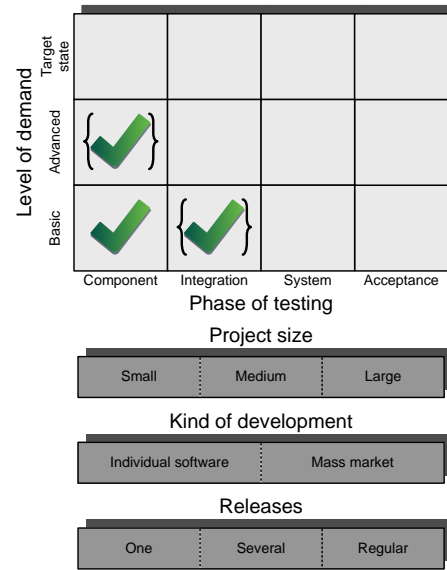 Level of demand
Target
state
Advanced
Basic
{ }
{ }
Component Integration System Acceptance
Phase of testing
Project size
Small Medium Large
Kind of development
Individual software Mass market
Releases
One Several Regular